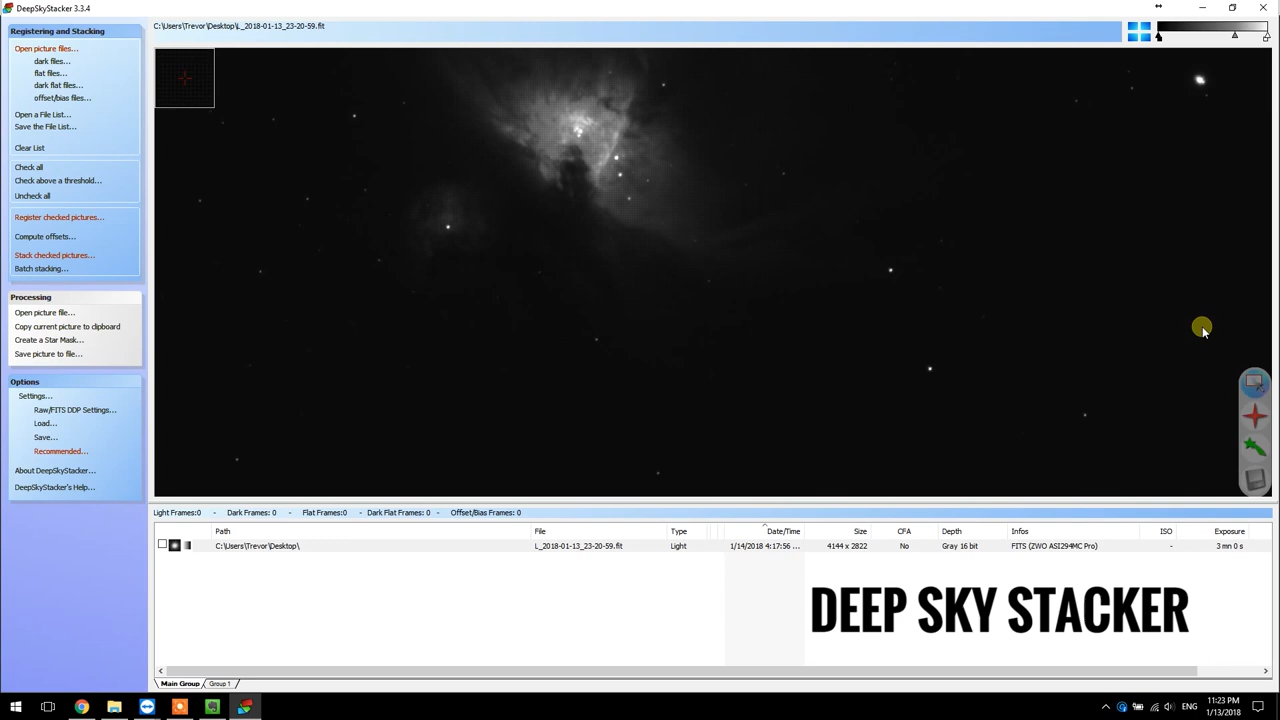 DeepSkyStacker 3.3.4
Registering and Stacking
Open picture files...
dark files...
flat files...
dark flat files...
offset/bias files...
Open a File List...
Save the File List...
Clear List
Check all
Check above a threshold...
Uncheck all
Register checked pictures...
Compute offsets...
Stack checked pictures...
Batch stacking...
Processing
Open picture file...
Copy current picture to clipboard
Create a Star Mask...
Save picture to file...
Options
Settings...
Raw/FITS DDP Settings...
Load...
Save...
Recommended...
About DeepSkyStacker...
DeepSkyStacker's Help...
C:\Users\Trevor\Desktop\L_2018-01-13_23-20-59.fit
Light Frames:0 - Dark Frames: 0 - Flat Frames:0 - Dark Flat Frames: 0 - Offset/Bias Frames: 0
Path File Type Date/Time Size CFA Depth Infos ISO Exposure
C:\Users\Trevor\Desktop\ L_2018-01-13_23-20-59.fit Light 1/14/2018 4:17:56 ... 4144 x 2822 No Gray 16 bit FITS (ZWO ASI294MC Pro) - 3 mn 0 s
DEEP SKY STACKER
Main Group Group 1
ENG
11:23 PM
1/13/2018